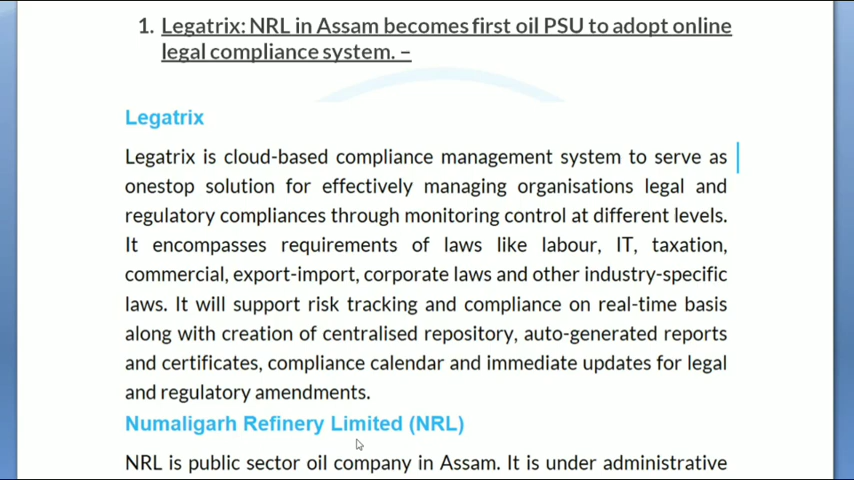 1. Legatrix: NRL in Assam becomes first oil PSU to adopt online
legal compliance system. –
Legatrix
Legatrix is cloud-based compliance management system to serve as
onestop solution for effectively managing organisations legal and
regulatory compliances through monitoring control at different levels.
It encompasses requirements of laws like labour, IT, taxation,
commercial, export-import, corporate laws and other industry-specific
laws. It will support risk tracking and compliance on real-time basis
along with creation of centralised repository, auto-generated reports
and certificates, compliance calendar and immediate updates for legal
and regulatory amendments.
Numaligarh Refinery Limited (NRL)
NRL is public sector oil company in Assam. It is under administrative